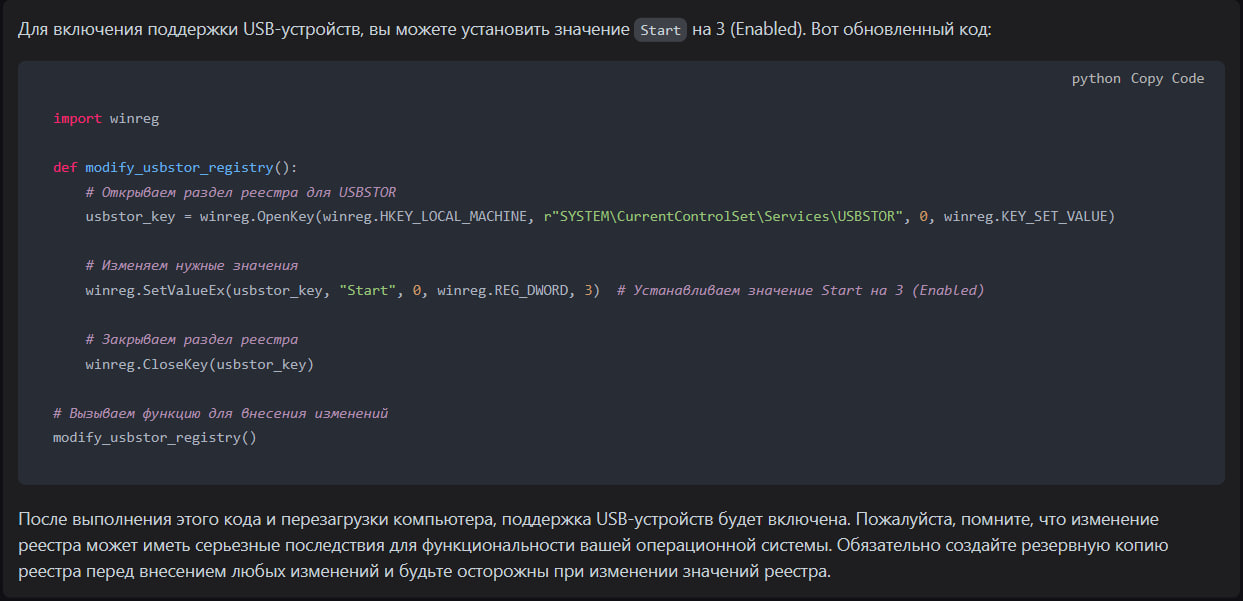 Для включения поддержки USB-устройств, вы можете установить значение Start на 3 (Enabled). Вот обновленный код:
python Copy Code
import winreg
def modify_usbstor_registry():
# Открываем раздел реестра для USBSTOR
usbstor_key = winreg.OpenKey(winreg.HKEY_LOCAL_MACHINE, r"SYSTEM\CurrentControlSet\Services\USBSTOR", 0, winreg.KEY_SET_VALUE)
# Изменяем нужные значения
winreg.SetValueEx(usbstor_key, "Start", 0, winreg.REG_DWORD, 3)  # Устанавливаем значение Start на 3 (Enabled)
# Закрываем раздел реестра
winreg.CloseKey(usbstor_key)
# Вызываем функцию для внесения изменений
modify_usbstor_registry()
После выполнения этого кода и перезагрузки компьютера, поддержка USB-устройств будет включена. Пожалуйста, помните, что изменение
реестра может иметь серьезные последствия для функциональности вашей операционной системы. Обязательно создайте резервную копию
реестра перед внесением любых изменений и будьте осторожны при изменении значений реестра.